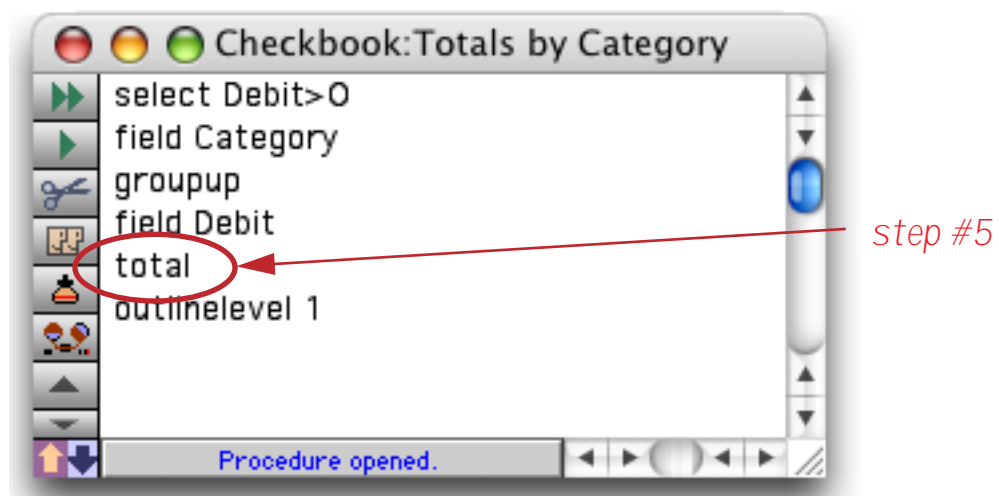 Checkbook:Totals by Category
select Debit>0
field Category
groupup
field Debit
total
outlinelevel 1
step #5
Procedure opened.